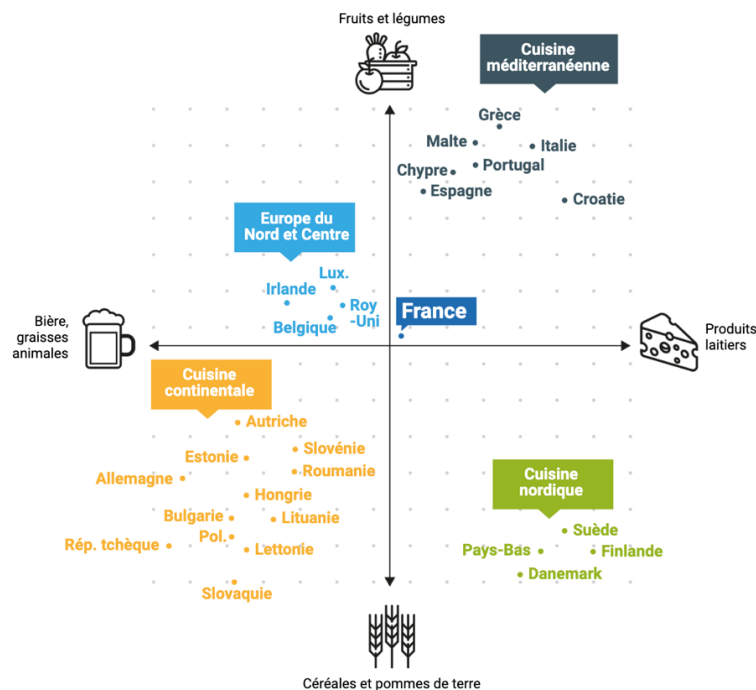 Fruits et légumes
Cuisine
méditerranéenne
Grèce
Malte
Italie
Chypre
Portugal
Espagne
Croatie
Europe du
Nord et Centre
Lux.
Irlande
Roy
-Uni
Belgique
France
Bière,
graisses
animales
Produits
laitiers
Cuisine
continentale
Autriche
Slovénie
Estonie
Roumanie
Allemagne
Hongrie
Bulgarie
Lituanie
Pol.
Rép. tchèque
Lettonie
Slovaquie
Cuisine
nordique
Suède
Pays-Bas
Finlande
Danemark
Céréales et pommes de terre